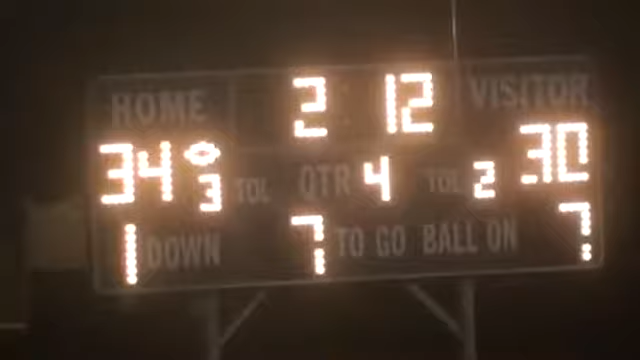 HOME 2 12 VISITOR
34 3 TOL QTR 4 TOL 2 30
1 DOWN 7 TO GO BALL ON 7